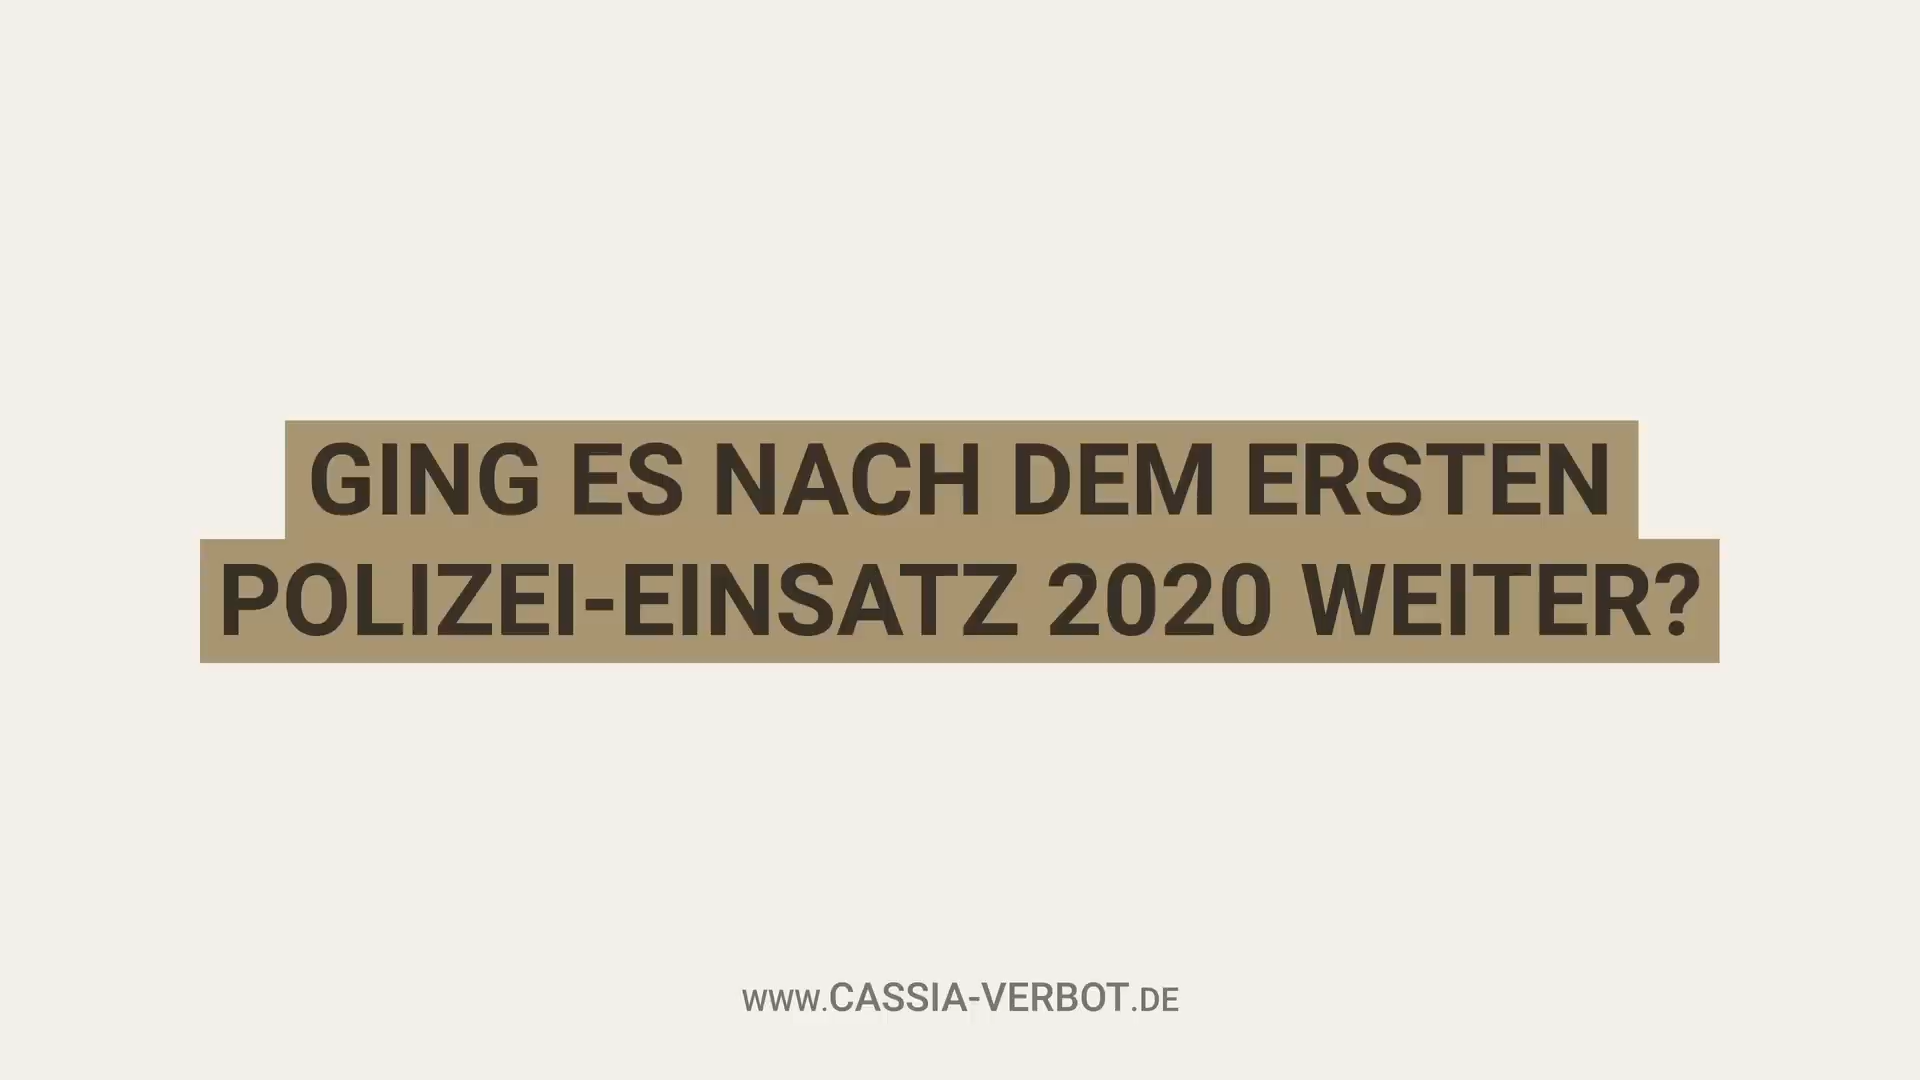 GING ES NACH DEM ERSTEN
POLIZEI-EINSATZ 2020 WEITER?
WWW.CASSIA-VERBOT.DE